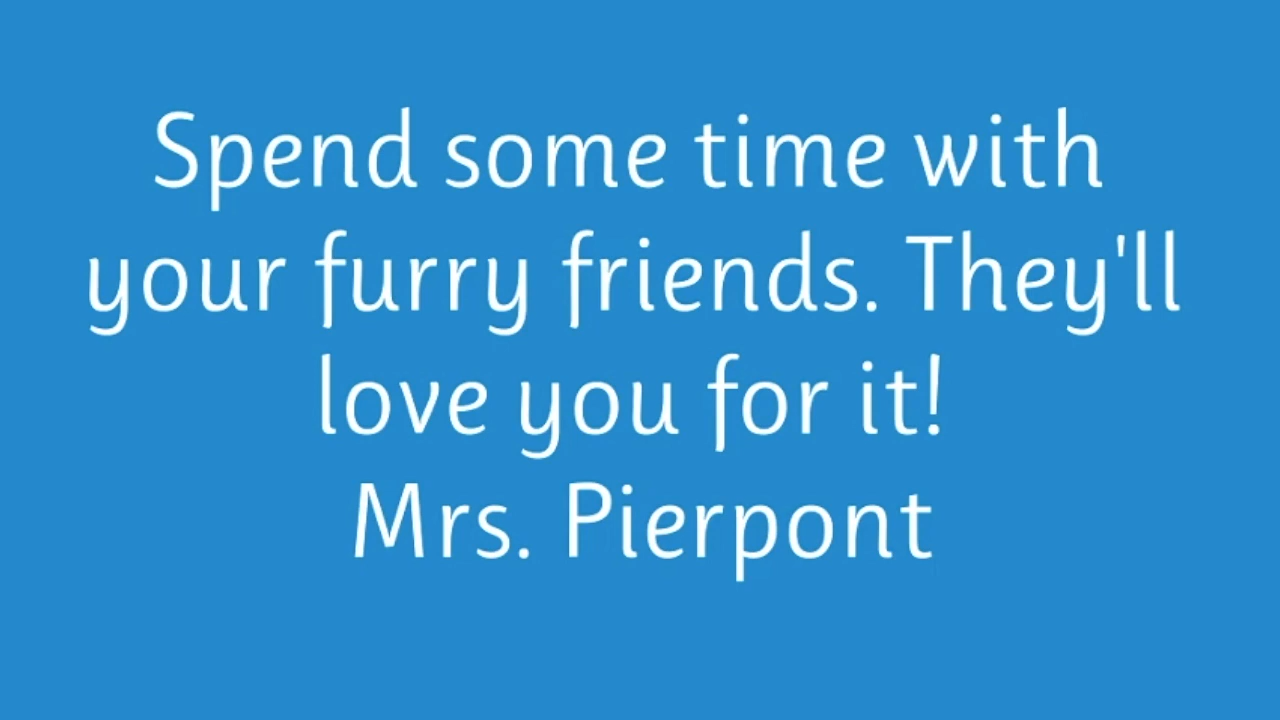 Spend some time with
your furry friends. They'll
love you for it!
Mrs. Pierpont